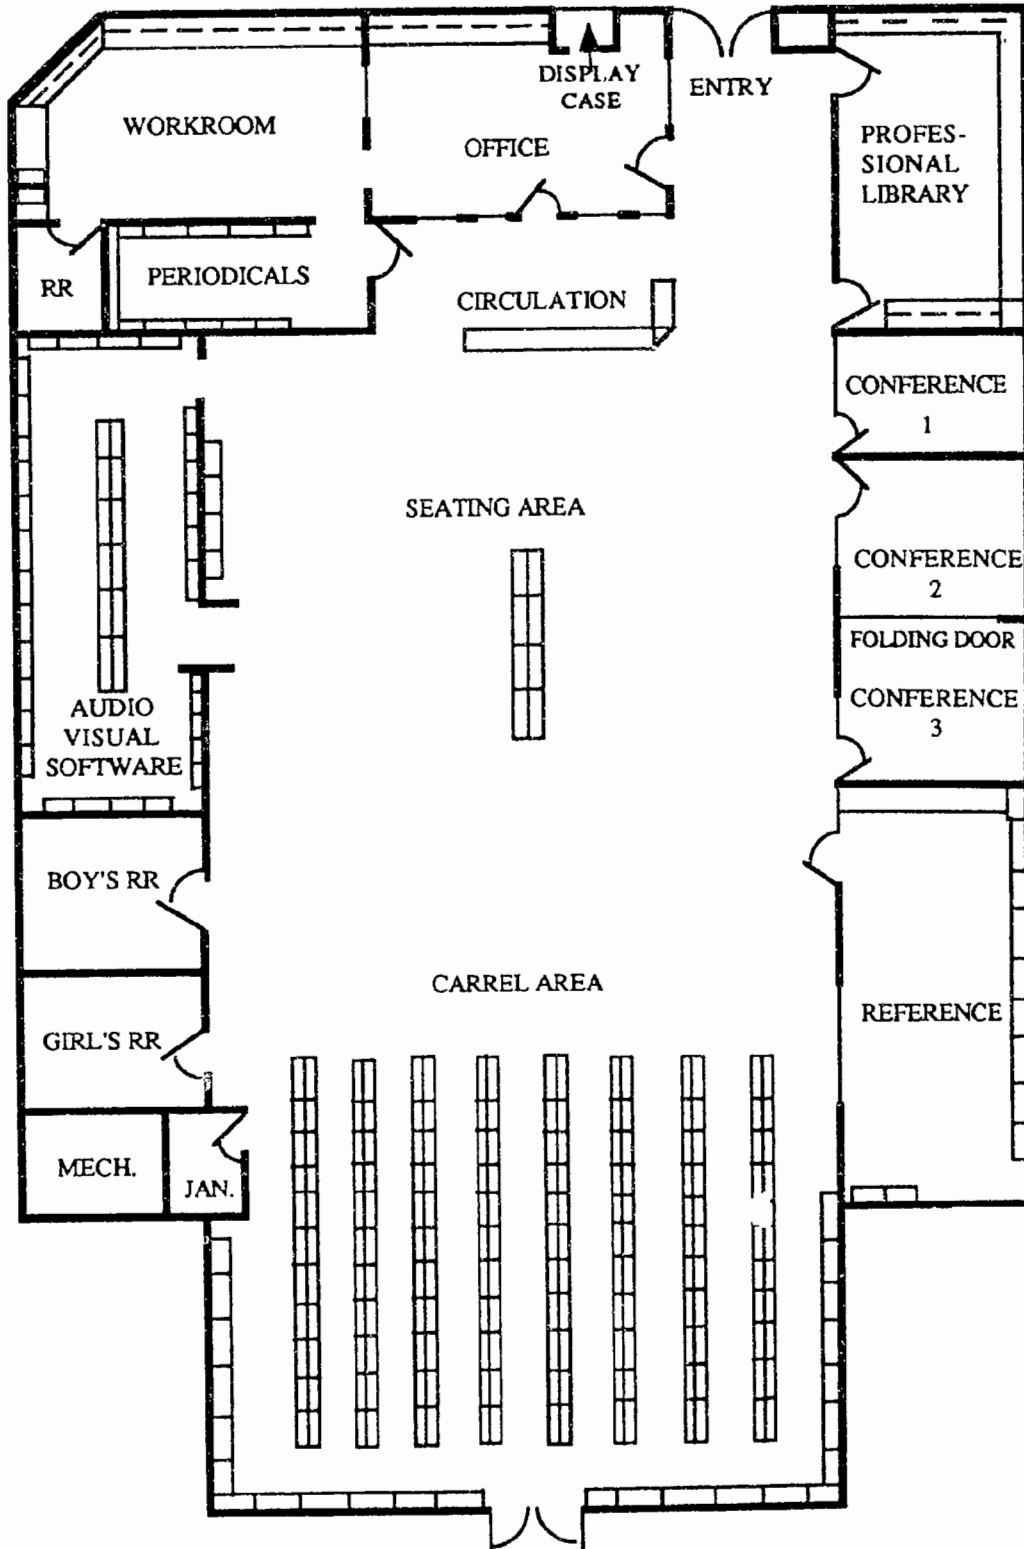 DISPLAY
CASE
ENTRY
WORKROOM
OFFICE
PROFES-
SIONAL
LIBRARY
RR
PERIODICALS
CIRCULATION
CONFERENCE
1
SEATING AREA
CONFERENCE
2
FOLDING DOOR
CONFERENCE
3
AUDIO
VISUAL
SOFTWARE
BOY'S RR
CARREL AREA
GIRL'S RR
REFERENCE
MECH.
JAN.